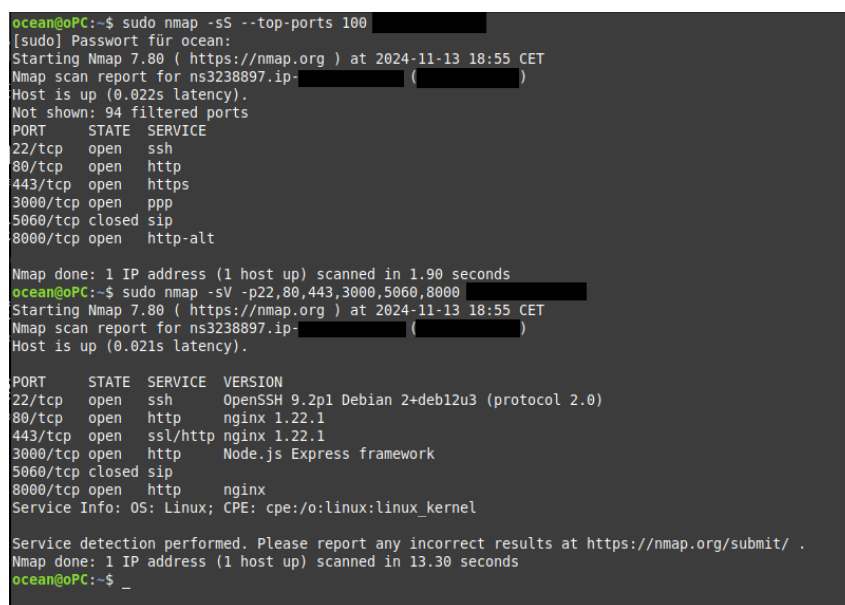 ocean@oPC:~$ sudo nmap -sS --top-ports 100
[sudo] Passwort für ocean:
Starting Nmap 7.80 ( https://nmap.org ) at 2024-11-13 18:55 CET
Nmap scan report for ns3238897.ip- ( )
Host is up (0.022s latency).
Not shown: 94 filtered ports
PORT     STATE  SERVICE
22/tcp   open   ssh
80/tcp   open   http
443/tcp  open   https
3000/tcp open   ppp
5060/tcp closed sip
8000/tcp open   http-alt
Nmap done: 1 IP address (1 host up) scanned in 1.90 seconds
ocean@oPC:~$ sudo nmap -sV -p22,80,443,3000,5060,8000
Starting Nmap 7.80 ( https://nmap.org ) at 2024-11-13 18:55 CET
Nmap scan report for ns3238897.ip- ( )
Host is up (0.021s latency).
PORT     STATE  SERVICE  VERSION
22/tcp   open   ssh      OpenSSH 9.2p1 Debian 2+deb12u3 (protocol 2.0)
80/tcp   open   http     nginx 1.22.1
443/tcp  open   ssl/http nginx 1.22.1
3000/tcp open   http     Node.js Express framework
5060/tcp closed sip
8000/tcp open   http     nginx
Service Info: OS: Linux; CPE: cpe:/o:linux:linux_kernel
Service detection performed. Please report any incorrect results at https://nmap.org/submit/ .
Nmap done: 1 IP address (1 host up) scanned in 13.30 seconds
ocean@oPC:~$ _